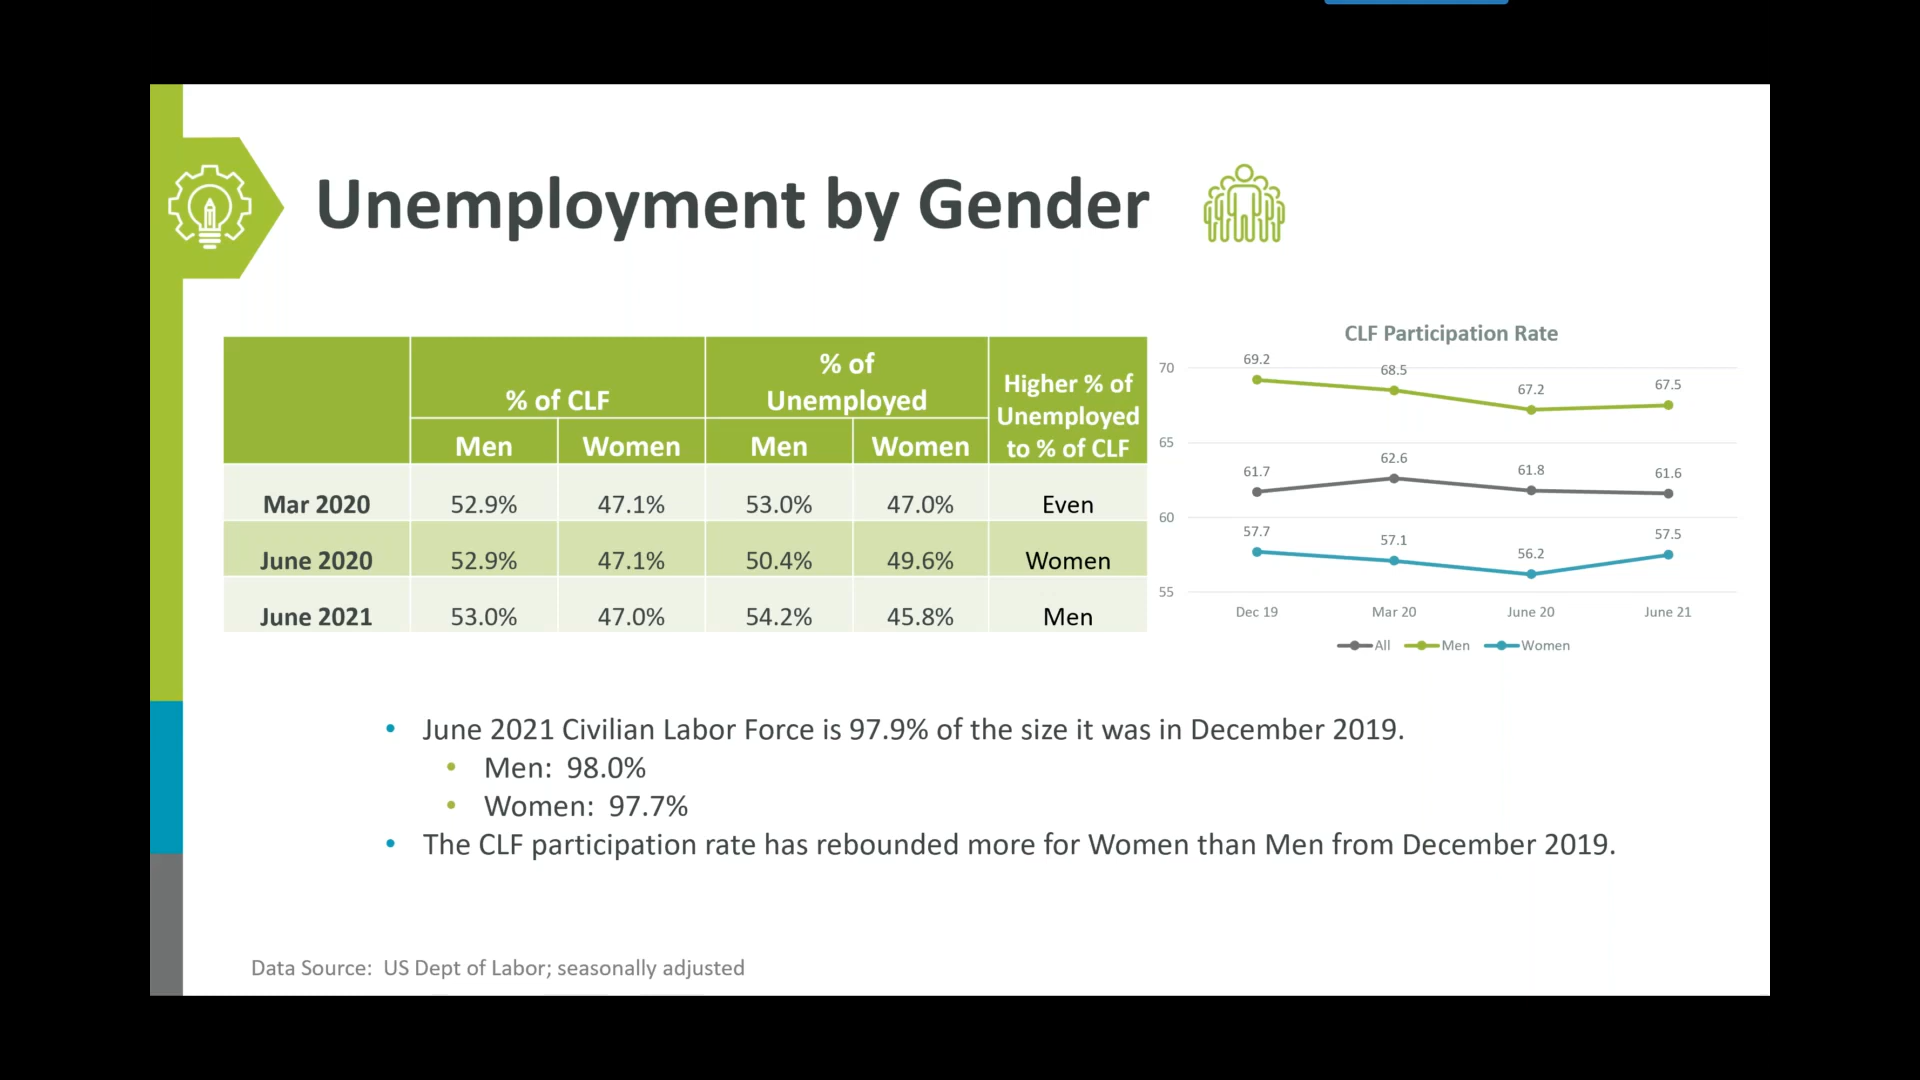 Unemployment by Gender
% of CLF
% of
Unemployed
Higher % of
Unemployed
to % of CLF
Men Women Men Women
Mar 2020 52.9% 47.1% 53.0% 47.0% Even
June 2020 52.9% 47.1% 50.4% 49.6% Women
June 2021 53.0% 47.0% 54.2% 45.8% Men
CLF Participation Rate
70
69.2 68.5 67.2 67.5
65
61.7 62.6 61.8 61.6
60
57.7 57.1 56.2 57.5
55
Dec 19 Mar 20 June 20 June 21
All Men Women
• June 2021 Civilian Labor Force is 97.9% of the size it was in December 2019.
• Men: 98.0%
• Women: 97.7%
• The CLF participation rate has rebounded more for Women than Men from December 2019.
Data Source: US Dept of Labor; seasonally adjusted